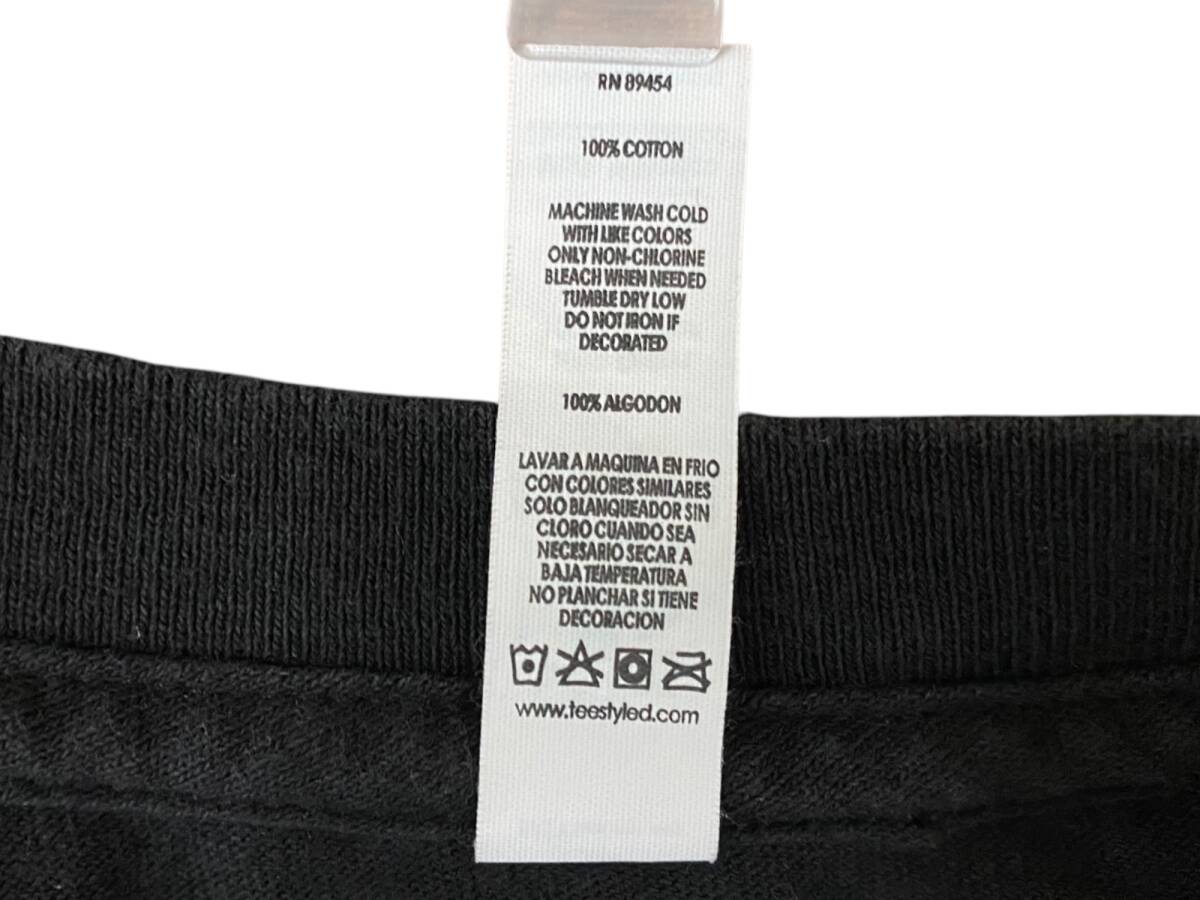 RN 89454
100% COTTON
MACHINE WASH COLD
WITH LIKE COLORS
ONLY NON-CHLORINE
BLEACH WHEN NEEDED
TUMBLE DRY LOW
DO NOT IRON IF
DECORATED
100% ALGODON
LAVAR A MAQUINA EN FRIO
CON COLORES SIMILARES
SOLO BLANQUEADOR SIN
CLORO CUANDO SEA
NECESARIO SECAR A
BAJA TEMPERATURA
NO PLANCHAR SI TIENE
DECORACION
www.teestyled.com